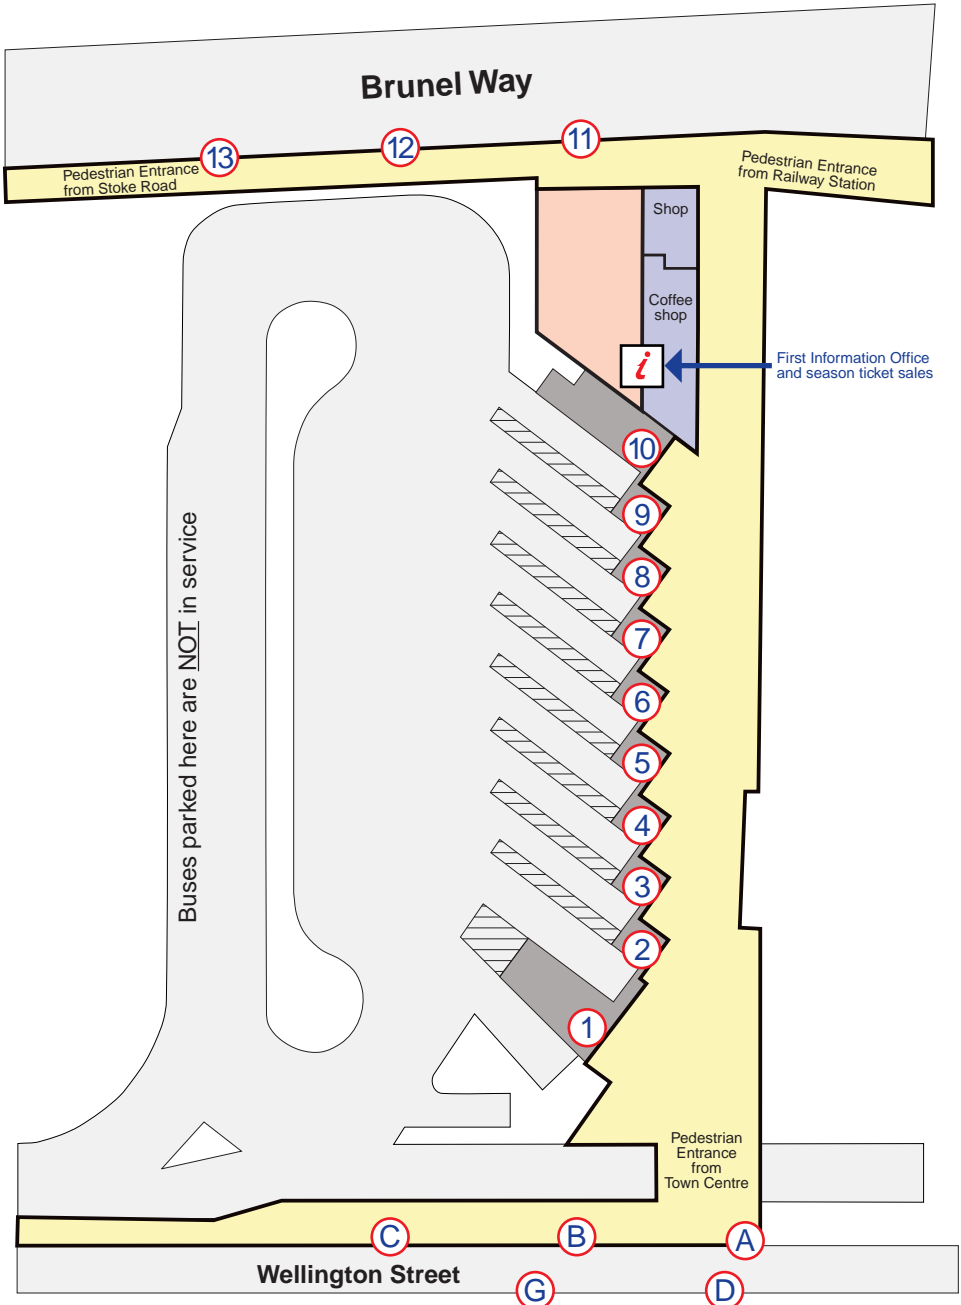 Brunel Way
11
12
13
Pedestrian Entrance
from Stoke Road
Pedestrian Entrance
from Railway Station
Shop
Coffee
shop
i
First Information Office
and season ticket sales
10
9
8
7
6
5
4
3
2
1
Buses parked here are NOT in service
Pedestrian
Entrance
from
Town Centre
C
B
A
Wellington Street
G
D